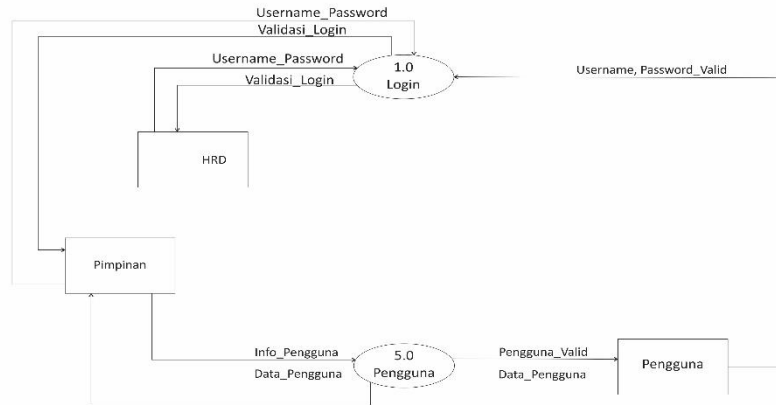 Username_Password
Validasi_Login
Username_Password
Validasi_Login
1.0
Login
Username, Password_Valid
HRD
Pimpinan
Info_Pengguna
Data_Pengguna
5.0
Pengguna
Pengguna_Valid
Data_Pengguna
Pengguna